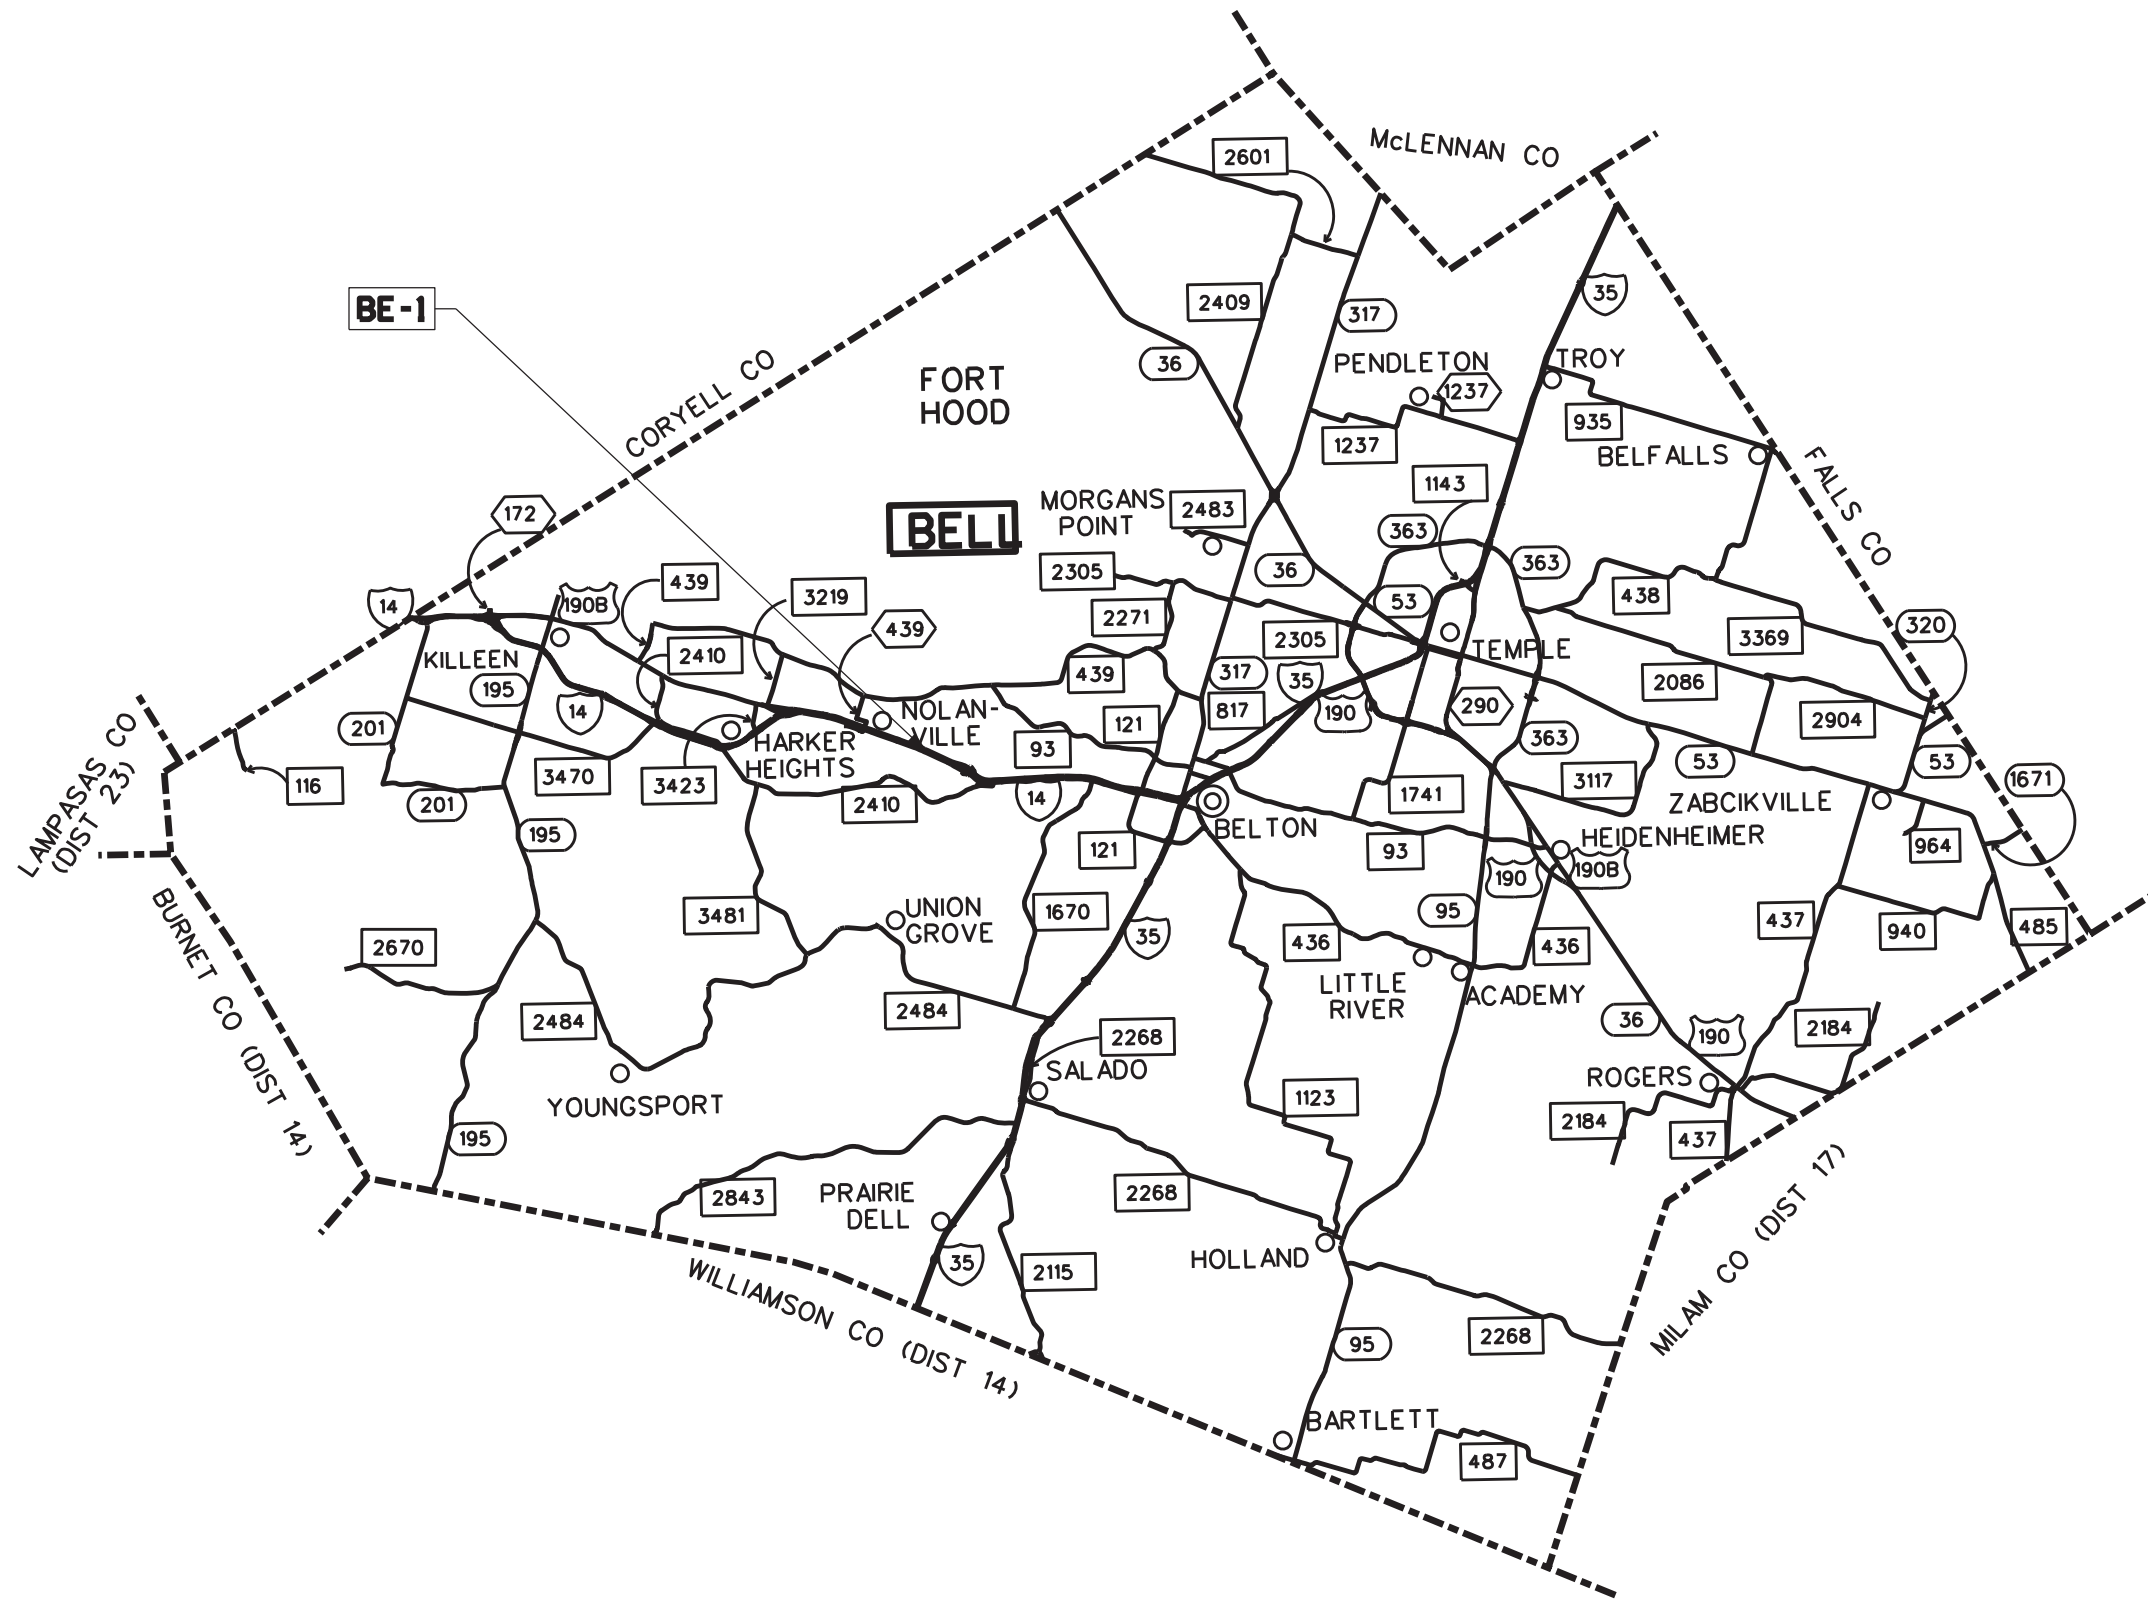 McLENNAN CO
2601
35
BE-1
2409
317
CORYELL CO
36
FORT
HOOD
PENDLETON
1237
TROY
935
1237
BELFALLS
FALLS CO
1143
MORGANS
POINT
2483
172
BELL
363
363
14
190B
439
3219
2305
36
53
438
2271
439
2305
TEMPLE
3369
320
KILLEEN
2410
195
439
317
35
2086
14
NOLAN-
VILLE
121
817
190
290
2904
201
HARKER
HEIGHTS
93
363
53
53
LAMPASAS CO
(DIST 23)
116
3470
3423
14
1741
3117
1671
201
2410
ZABCIKVILLE
195
BELTON
HEIDENHEIMER
121
93
964
190
190B
BURNET CO (DIST 14)
3481
UNION
GROVE
1670
95
437
485
2670
35
436
436
940
LITTLE
RIVER
ACADEMY
2484
2484
36
190
2184
2268
SALADO
ROGERS
YOUNGSPORT
1123
2184
195
437
2843
PRAIRIE
DELL
2268
MILAM CO (DIST 17)
HOLLAND
35
2115
WILLIAMSON CO (DIST 14)
95
2268
BARTLETT
487